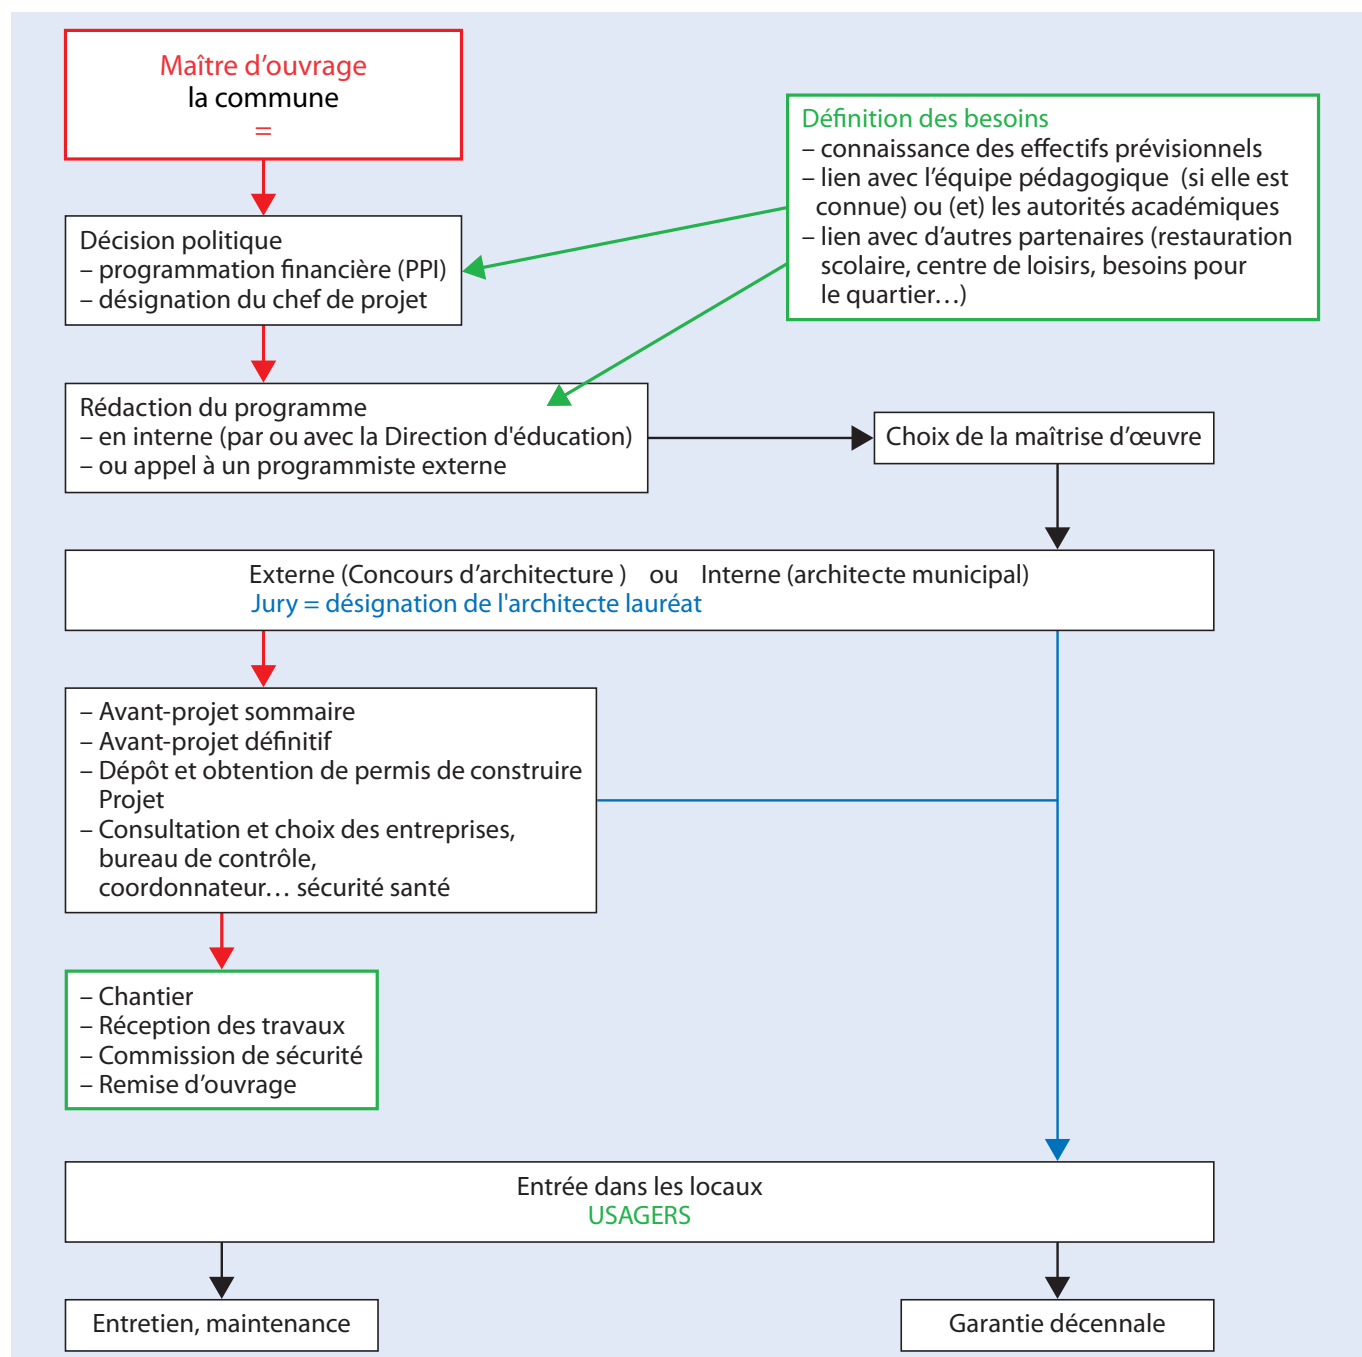 Maître d’ouvrage
la commune
=
Définition des besoins
– connaissance des effectifs prévisionnels
– lien avec l’équipe pédagogique (si elle est
connue) ou (et) les autorités académiques
– lien avec d’autres partenaires (restauration
scolaire, centre de loisirs, besoins pour
le quartier…)
Décision politique
– programmation financière (PPI)
– désignation du chef de projet
Rédaction du programme
– en interne (par ou avec la Direction d'éducation)
– ou appel à un programmiste externe
Choix de la maîtrise d’œuvre
Externe (Concours d’architecture ) ou Interne (architecte municipal)
Jury = désignation de l'architecte lauréat
– Avant-projet sommaire
– Avant-projet définitif
– Dépôt et obtention de permis de construire
Projet
– Consultation et choix des entreprises,
bureau de contrôle,
coordonnateur… sécurité santé
– Chantier
– Réception des travaux
– Commission de sécurité
– Remise d’ouvrage
Entrée dans les locaux
USAGERS
Entretien, maintenance
Garantie décennale